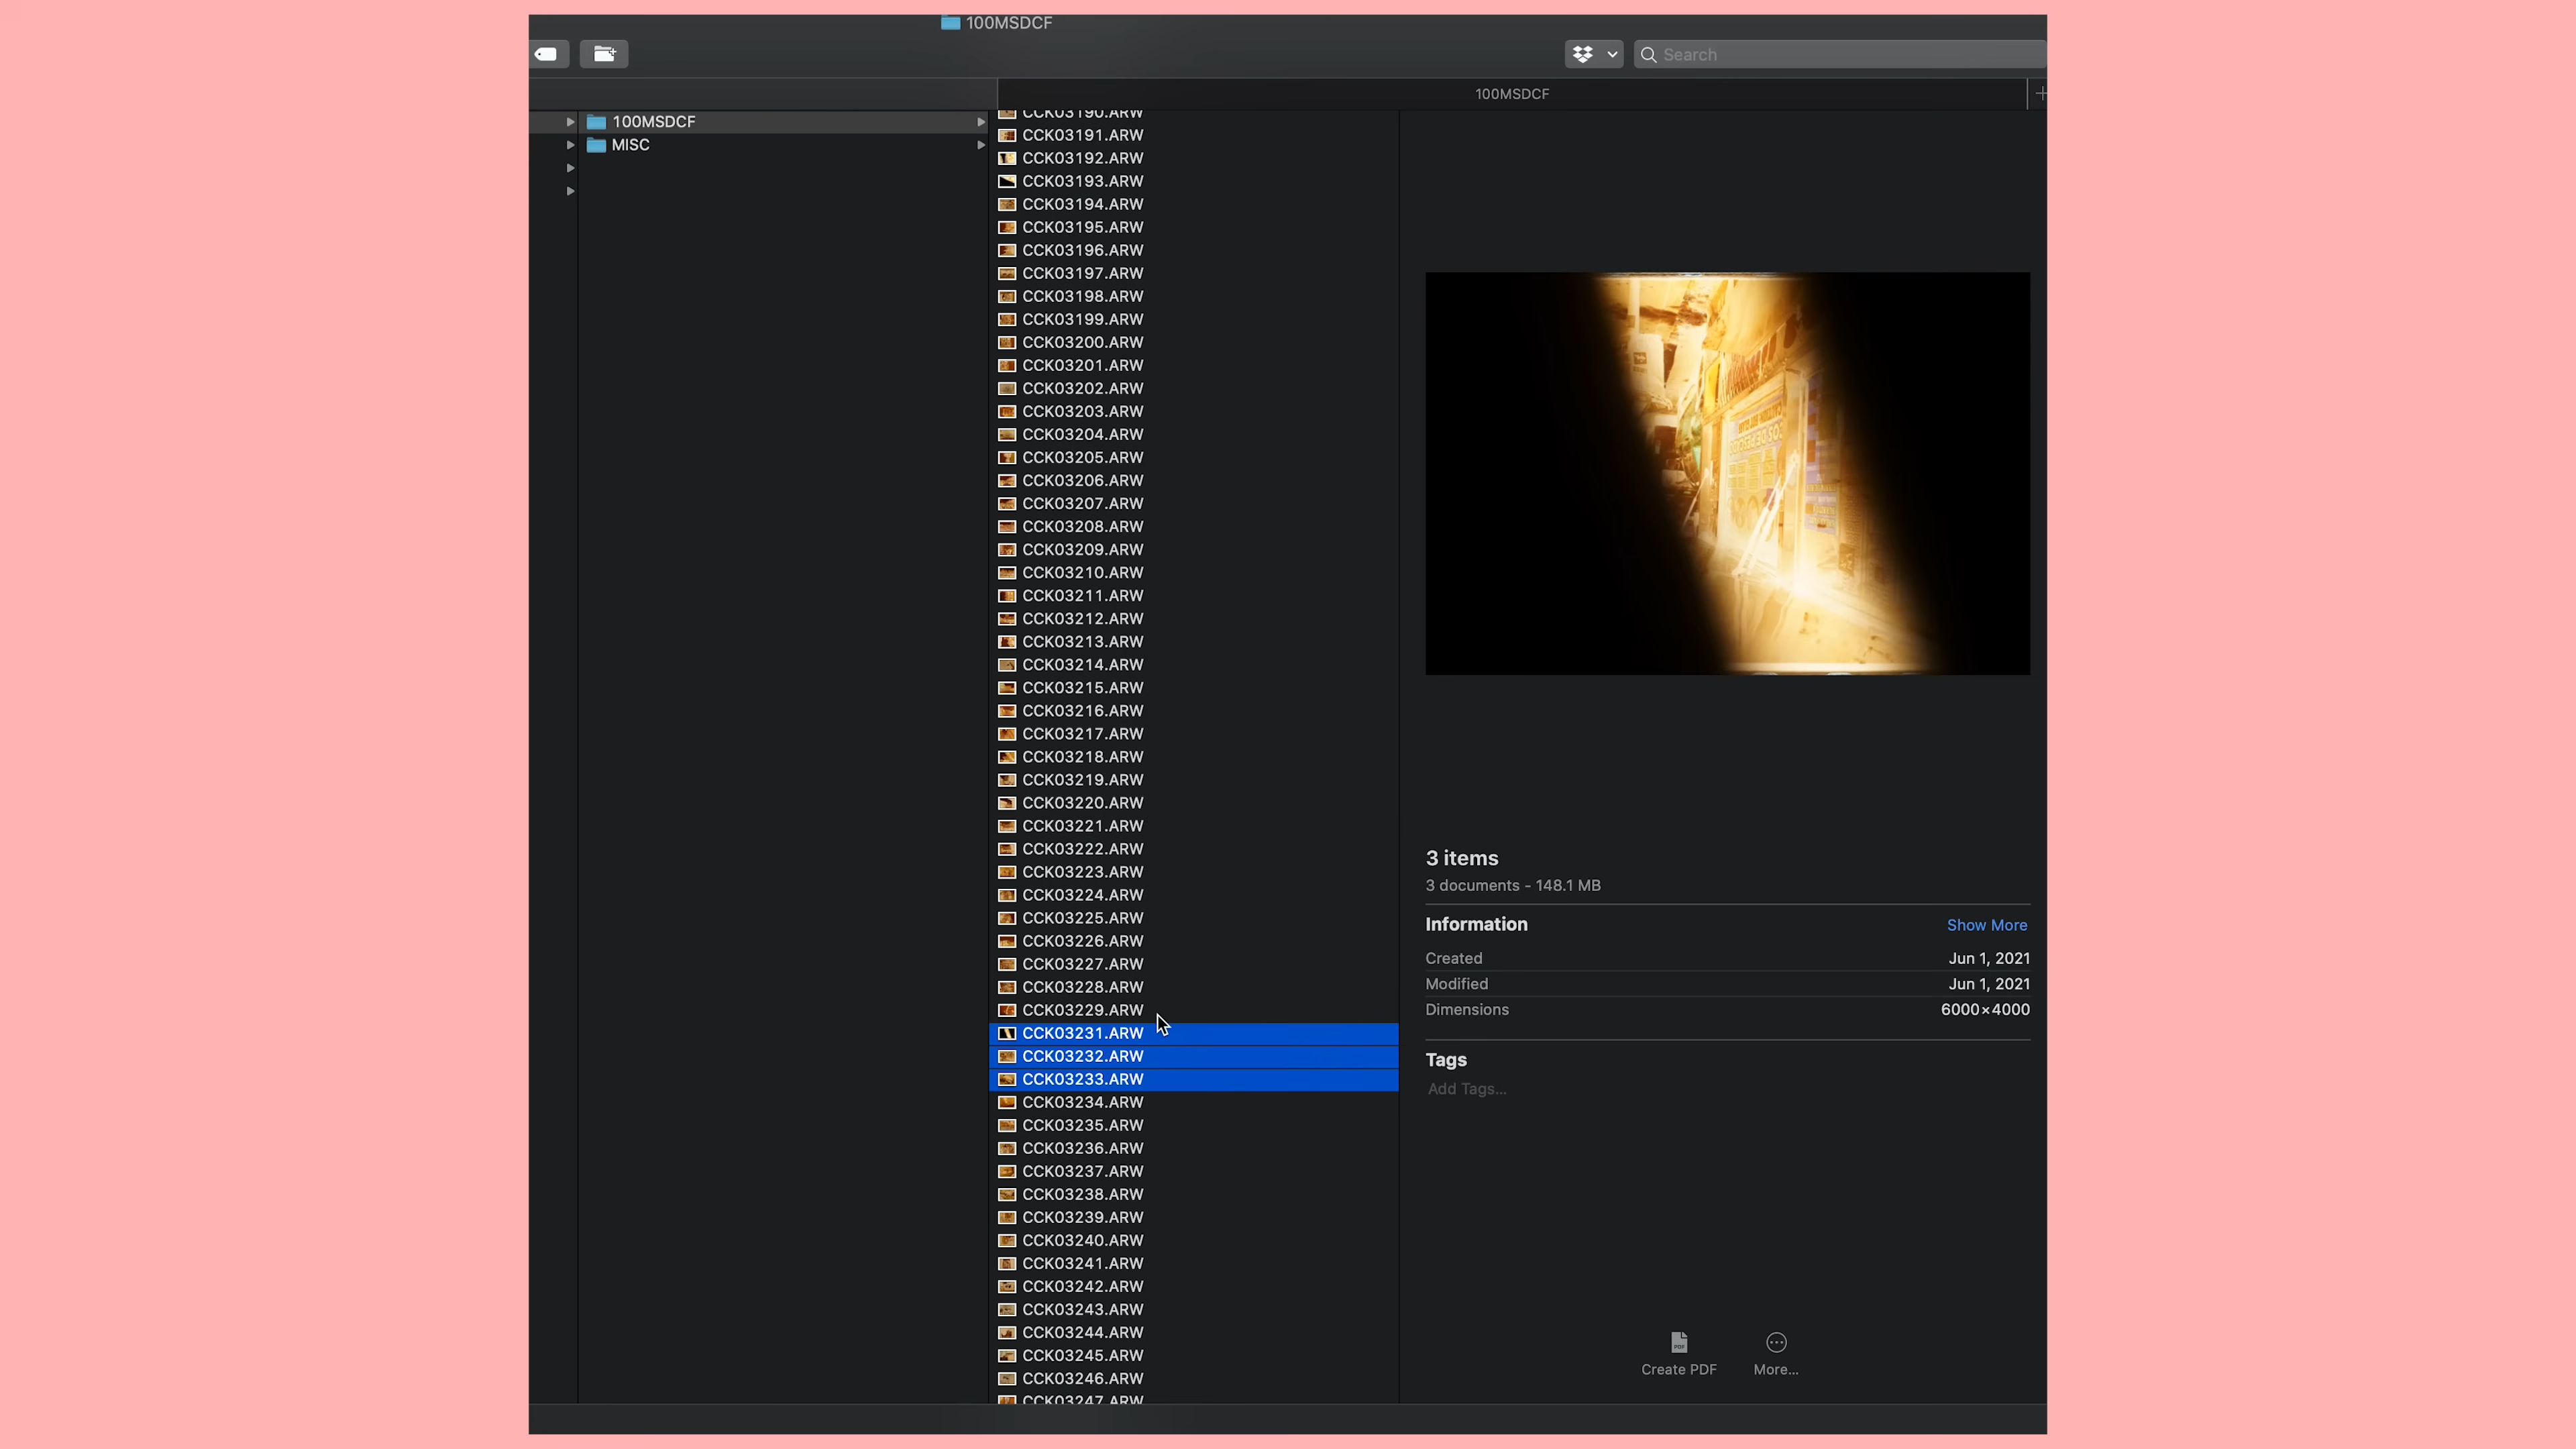 100MSDCF
Search
100MSDCF
100MSDCF
MISC
CCK03190.ARW
CCK03191.ARW
CCK03192.ARW
CCK03193.ARW
CCK03194.ARW
CCK03195.ARW
CCK03196.ARW
CCK03197.ARW
CCK03198.ARW
CCK03199.ARW
CCK03200.ARW
CCK03201.ARW
CCK03202.ARW
CCK03203.ARW
CCK03204.ARW
CCK03205.ARW
CCK03206.ARW
CCK03207.ARW
CCK03208.ARW
CCK03209.ARW
CCK03210.ARW
CCK03211.ARW
CCK03212.ARW
CCK03213.ARW
CCK03214.ARW
CCK03215.ARW
CCK03216.ARW
CCK03217.ARW
CCK03218.ARW
CCK03219.ARW
CCK03220.ARW
CCK03221.ARW
CCK03222.ARW
CCK03223.ARW
CCK03224.ARW
CCK03225.ARW
CCK03226.ARW
CCK03227.ARW
CCK03228.ARW
CCK03229.ARW
CCK03231.ARW
CCK03232.ARW
CCK03233.ARW
CCK03234.ARW
CCK03235.ARW
CCK03236.ARW
CCK03237.ARW
CCK03238.ARW
CCK03239.ARW
CCK03240.ARW
CCK03241.ARW
CCK03242.ARW
CCK03243.ARW
CCK03244.ARW
CCK03245.ARW
CCK03246.ARW
CCK03247.ARW
3 items
3 documents - 148.1 MB
Information Show More
Created Jun 1, 2021
Modified Jun 1, 2021
Dimensions 6000×4000
Tags
Add Tags...
PDF
Create PDF More...